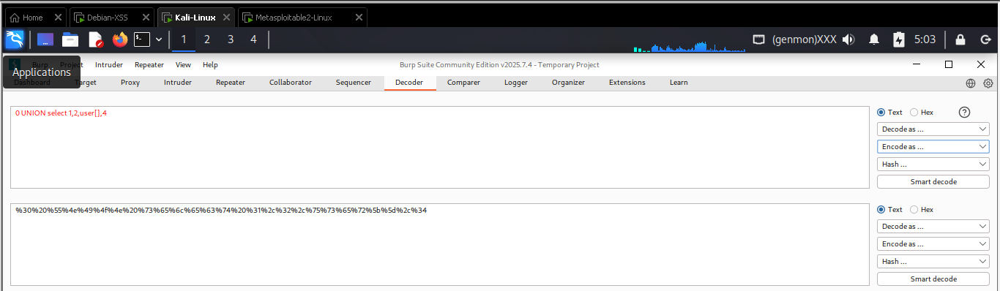 Home Debian-XSS Kali-Linux Metasploitable2-Linux
1 2 3 4 (genmon)XXX 5:03
Burp Project Intruder Repeater View Help Burp Suite Community Edition v2025.7.4 - Temporary Project
Applications
Dashboard Target Proxy Intruder Repeater Collaborator Sequencer Decoder Comparer Logger Organizer Extensions Learn
0 UNION select 1,2,user[],4
Text Hex ?
Decode as ...
Encode as ...
Hash ...
Smart decode
%30%20%55%4e%49%4f%4e%20%73%65%6c%65%63%74%20%31%2c%32%2c%75%73%65%72%5b%5d%2c%34
Text Hex
Decode as ...
Encode as ...
Hash ...
Smart decode